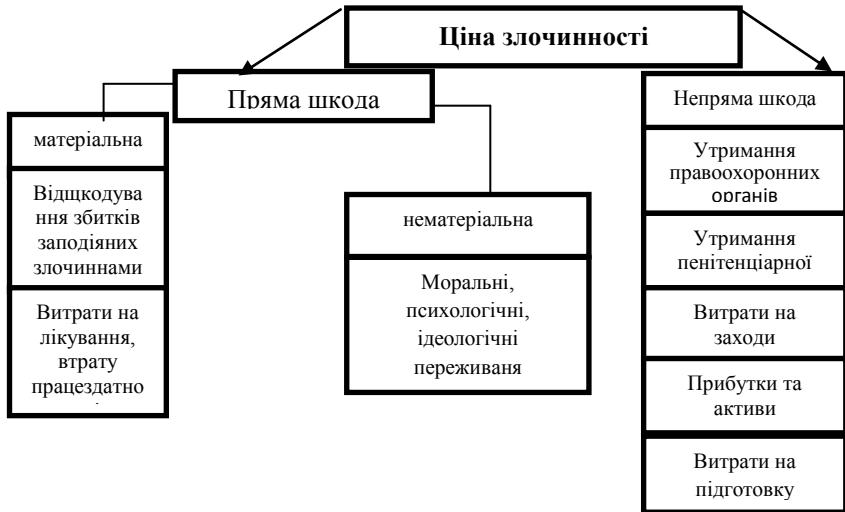 Ціна злочинності
Пряма шкода
матеріальна
Відщкодува
ння збитків
заподіяних
злочиннами
Витрати на
лікування,
втрату
працездатно
нематеріальна
Моральні,
психологічні,
ідеологічні
переживаня
Непряма шкода
Утримання
правоохоронних
органів
Утримання
пенітенціарної
Витрати на
заходи
Прибутки та
активи
Витрати на
підготовку